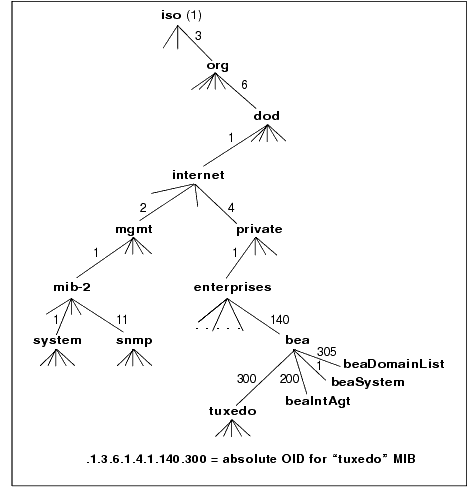 iso (1)
3
org
6
dod
1
internet
2 4
mgmt private
1 1
mib-2 enterprises
. . . . .
1 11 140
system snmp bea
305
beaDomainList
300 200 1
beaSystem
beaIntAgt
tuxedo
.1.3.6.1.4.1.140.300 = absolute OID for “tuxedo” MIB